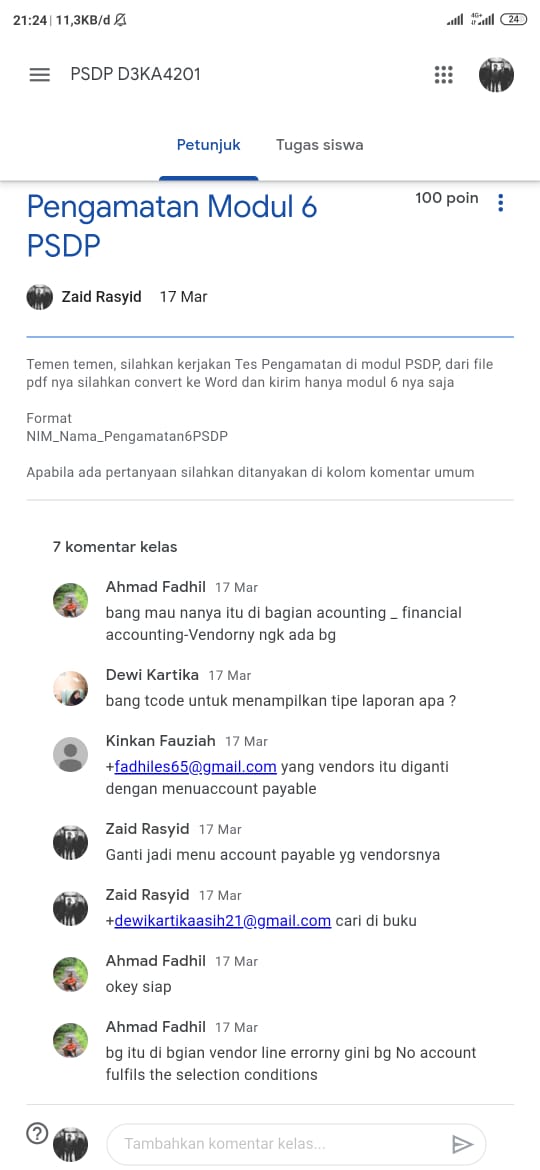 21:24 | 11,3KB/d
4G+
24
PSDP D3KA4201
Petunjuk
Tugas siswa
Pengamatan Modul 6
PSDP
100 poin
Zaid Rasyid 17 Mar
Temen temen, silahkan kerjakan Tes Pengamatan di modul PSDP, dari file
pdf nya silahkan convert ke Word dan kirim hanya modul 6 nya saja
Format
NIM_Nama_Pengamatan6PSDP
Apabila ada pertanyaan silahkan ditanyakan di kolom komentar umum
7 komentar kelas
Ahmad Fadhil 17 Mar
bang mau nanya itu di bagian acounting _ financial
accounting-Vendorny ngk ada bg
Dewi Kartika 17 Mar
bang tcode untuk menampilkan tipe laporan apa ?
Kinkan Fauziah 17 Mar
+fadhiles65@gmail.com yang vendors itu diganti
dengan menuaccount payable
Zaid Rasyid 17 Mar
Ganti jadi menu account payable yg vendorsnya
Zaid Rasyid 17 Mar
+dewikartikaasih21@gmail.com cari di buku
Ahmad Fadhil 17 Mar
okey siap
Ahmad Fadhil 17 Mar
bg itu di bgian vendor line errorny gini bg No account
fulfils the selection conditions
Tambahkan komentar kelas...